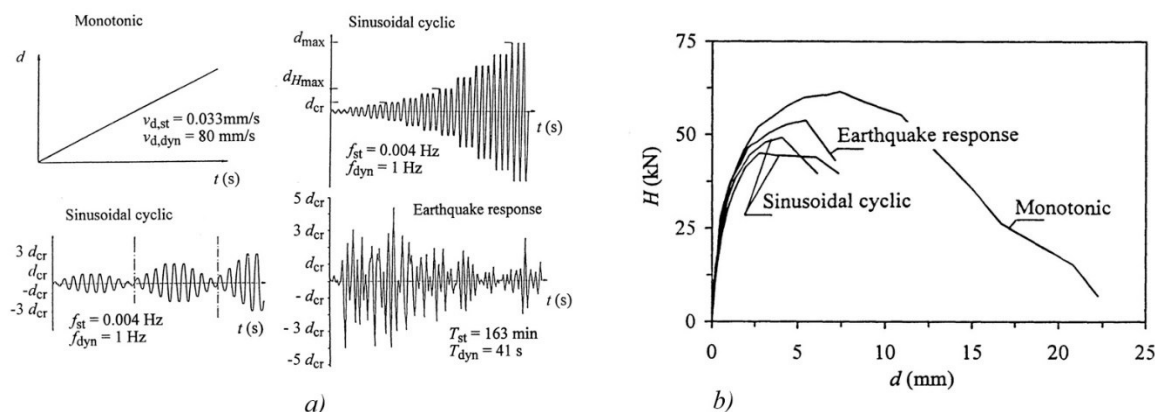 Monotonic
d
v_d,st = 0.033mm/s
v_d,dyn = 80 mm/s
t (s)
Sinusoidal cyclic
d_max
d_Hmax
d_cr
t (s)
f_st = 0.004 Hz
f_dyn = 1 Hz
Sinusoidal cyclic
3 d_cr
d_cr
-d_cr
-3 d_cr
t (s)
f_st = 0.004 Hz
f_dyn = 1 Hz
Earthquake response
5 d_cr
3 d_cr
d_cr
- d_cr
- 3 d_cr
-5 d_cr
t (s)
T_st = 163 min
T_dyn = 41 s
a)
75
50
25
0
H (kN)
Earthquake response
Sinusoidal cyclic
Monotonic
0 5 10 15 20 25
d (mm)
b)